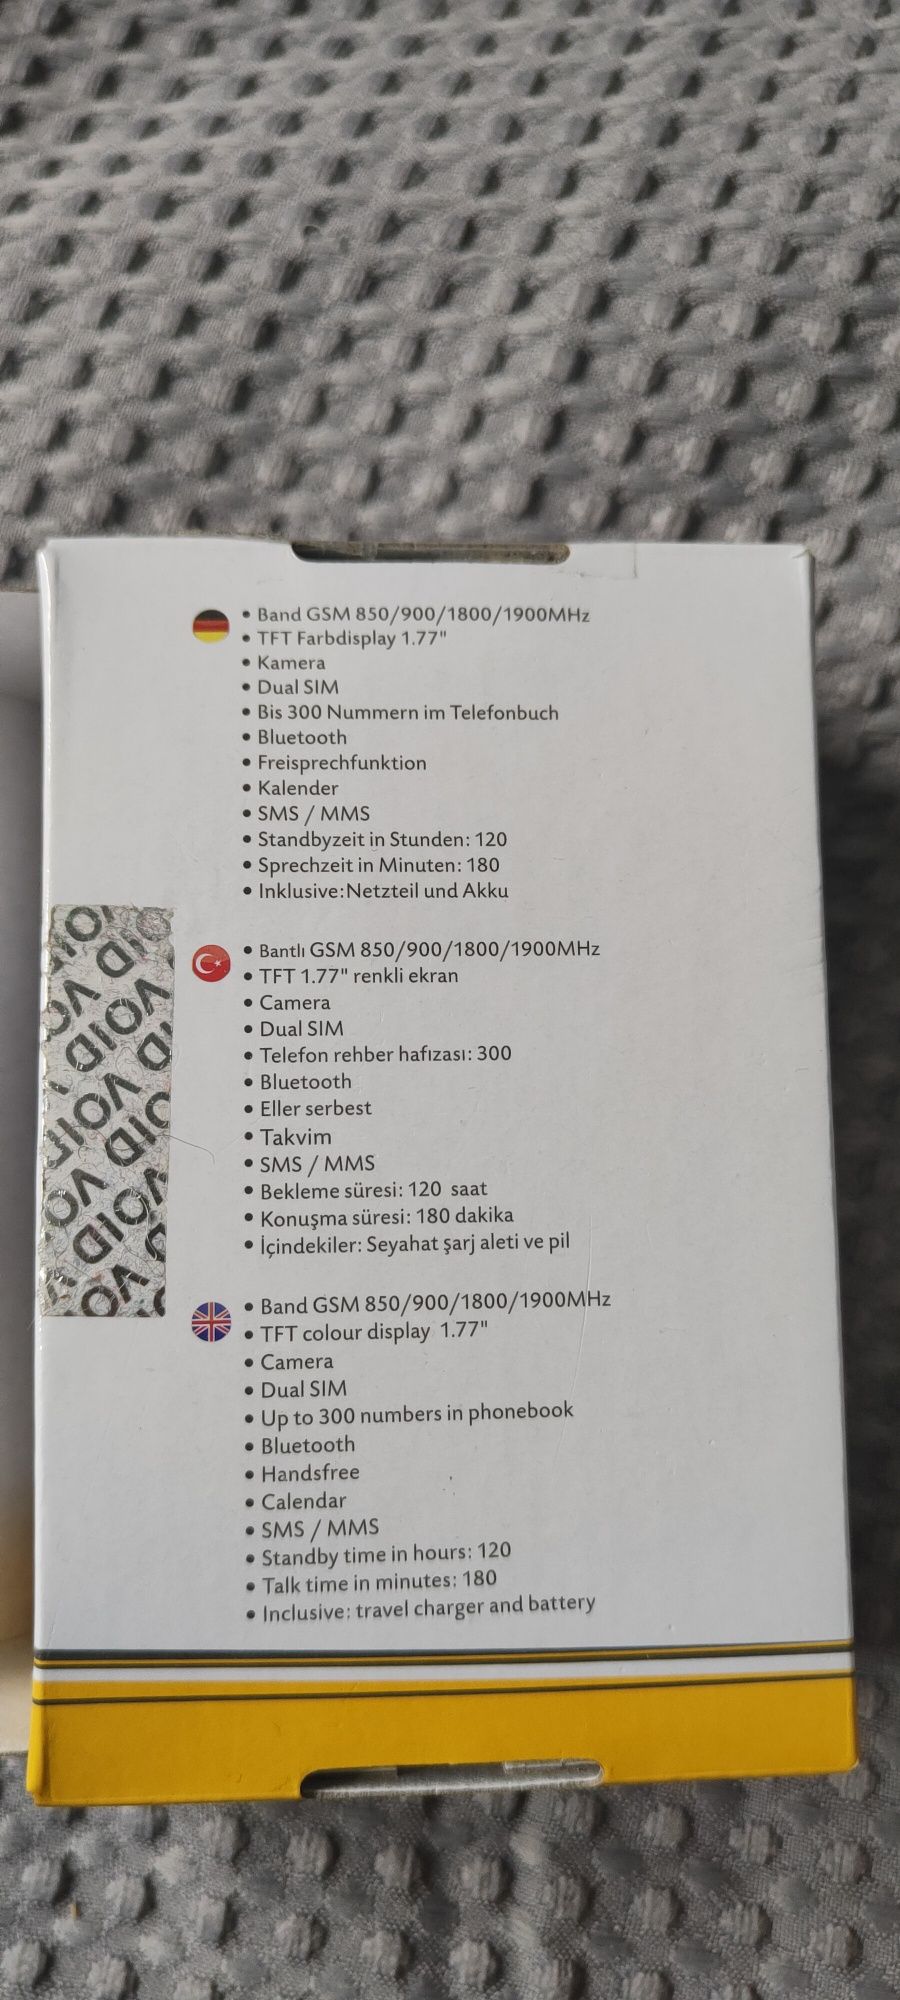 • Band GSM 850/900/1800/1900MHz
• TFT Farbdisplay 1.77"
• Kamera
• Dual SIM
• Bis 300 Nummern im Telefonbuch
• Bluetooth
• Freisprechfunktion
• Kalender
• SMS / MMS
• Standbyzeit in Stunden: 120
• Sprechzeit in Minuten: 180
• Inklusive:Netzteil und Akku
• Bantlı GSM 850/900/1800/1900MHz
• TFT 1.77" renkli ekran
• Camera
• Dual SIM
• Telefon rehber hafızası: 300
• Bluetooth
• Eller serbest
• Takvim
• SMS / MMS
• Bekleme süresi: 120 saat
• Konuşma süresi: 180 dakika
• İçindekiler: Seyahat şarj aleti ve pil
• Band GSM 850/900/1800/1900MHz
• TFT colour display 1.77"
• Camera
• Dual SIM
• Up to 300 numbers in phonebook
• Bluetooth
• Handsfree
• Calendar
• SMS / MMS
• Standby time in hours: 120
• Talk time in minutes: 180
• Inclusive: travel charger and battery
VOID
VOID
VOID
VOID
VOID